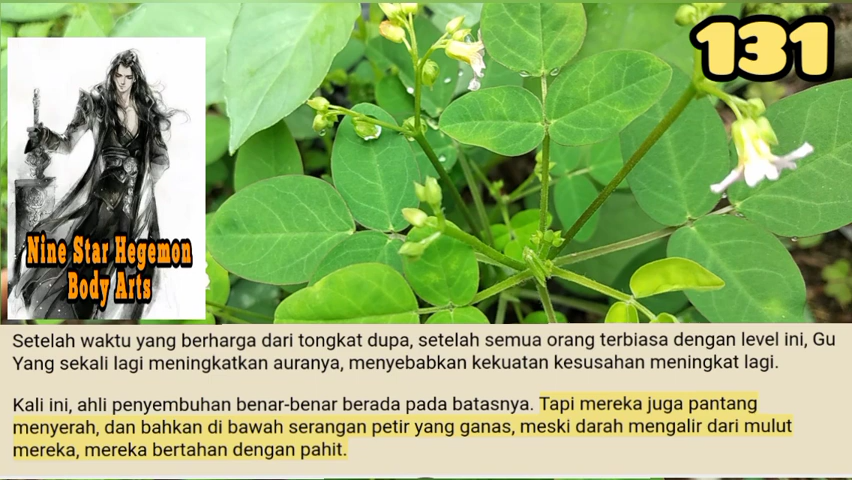 131
Nine Star Hegemon
Body Arts
Setelah waktu yang berharga dari tongkat dupa, setelah semua orang terbiasa dengan level ini, Gu
Yang sekali lagi meningkatkan auranya, menyebabkan kekuatan kesusahan meningkat lagi.
Kali ini, ahli penyembuhan benar-benar berada pada batasnya. Tapi mereka juga pantang
menyerah, dan bahkan di bawah serangan petir yang ganas, meski darah mengalir dari mulut
mereka, mereka bertahan dengan pahit.